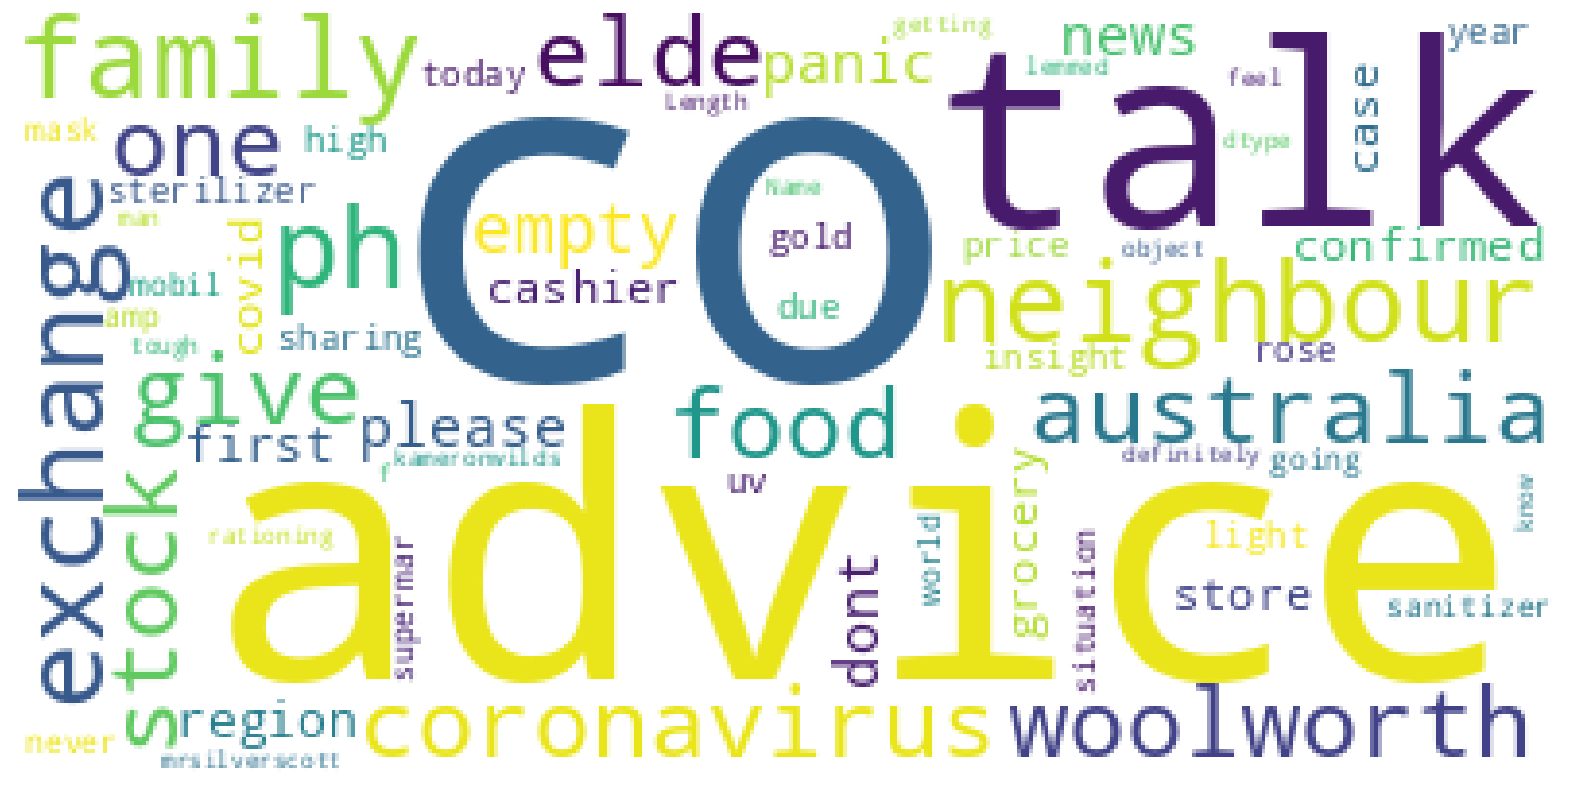 family
today
elde
panic
getting
news
year
lemmed
feel
Length
talk
case
mask
one
high
co
dtype
sterilizer
Name
man
empty
gold
price
object
confirmed
exchange
covid
ph
cashier
neighbour
mobil
due
amp
tough
sharing
insight
rose
give
first
please
food
australia
kameronwilds
f
uv
definitely
going
stock
advice
grocery
know
rationing
supermar
dont
world
situation
light
store
sanitizer
region
coronavirus
woolworth
never
mrsilverscott